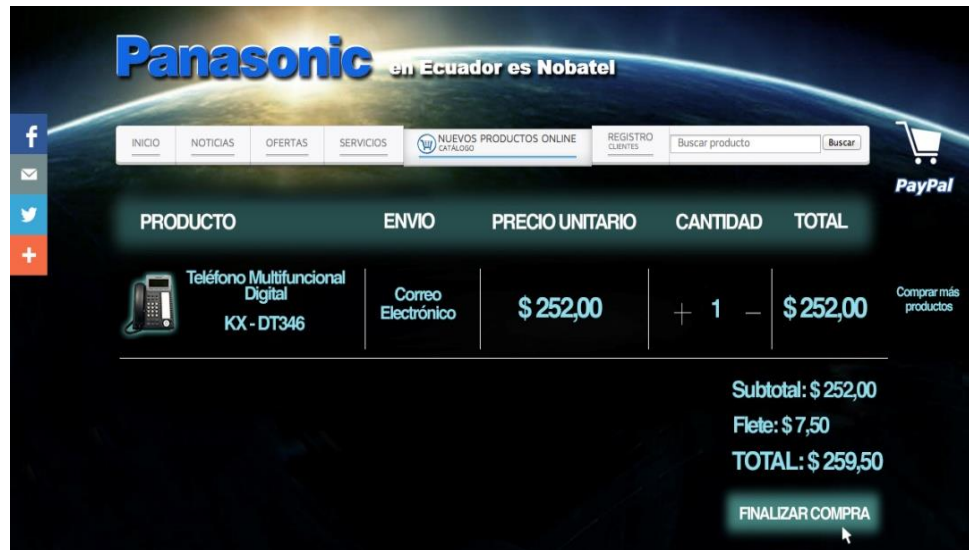 Panasonic en Ecuador es Nobatel
f
INICIO NOTICIAS OFERTAS SERVICIOS NUEVOS PRODUCTOS ONLINE REGISTRO Buscar producto Buscar
CATÁLOGO CLIENTES
PayPal
PRODUCTO ENVIO PRECIO UNITARIO CANTIDAD TOTAL
+
Teléfono Multifuncional
Digital
KX - DT346
Correo
Electrónico
$ 252,00
+ 1 –
$ 252,00
Comprar más
productos
Subtotal: $ 252,00
Flete: $ 7,50
TOTAL: $ 259,50
FINALIZAR COMPRA